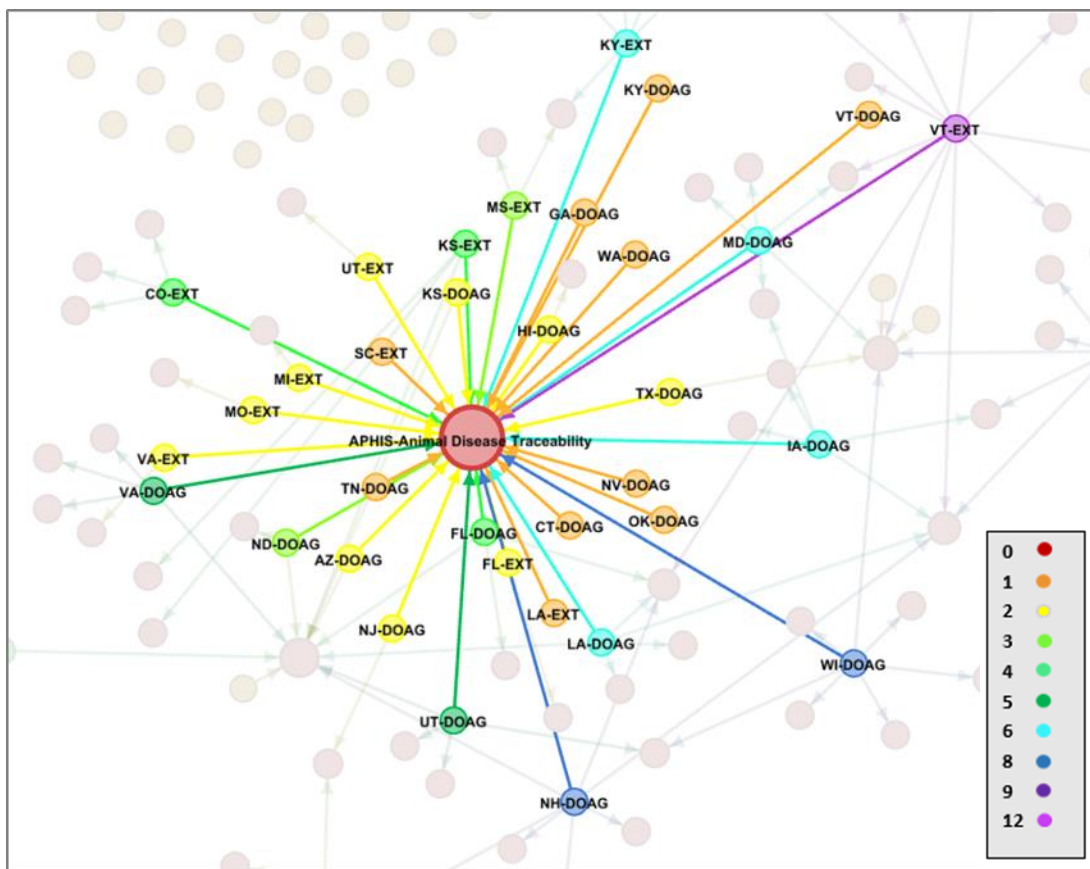 KY-EXT
KY-DOAG
VT-DOAG
VT-EXT
MS-EXT
GA-DOAG
KS-EXT
MD-DOAG
WA-DOAG
UT-EXT
CO-EXT
KS-DOAG
HI-DOAG
SC-EXT
MI-EXT
TX-DOAG
MO-EXT
APHIS-Animal Disease Traceability
IA-DOAG
VA-EXT
VA-DOAG
TN-DOAG
NV-DOAG
OK-DOAG
CT-DOAG
FL-DOAG
ND-DOAG
AZ-DOAG
FL-EXT
LA-EXT
NJ-DOAG
LA-DOAG
WI-DOAG
UT-DOAG
NH-DOAG
0
1
2
3
4
5
6
8
9
12